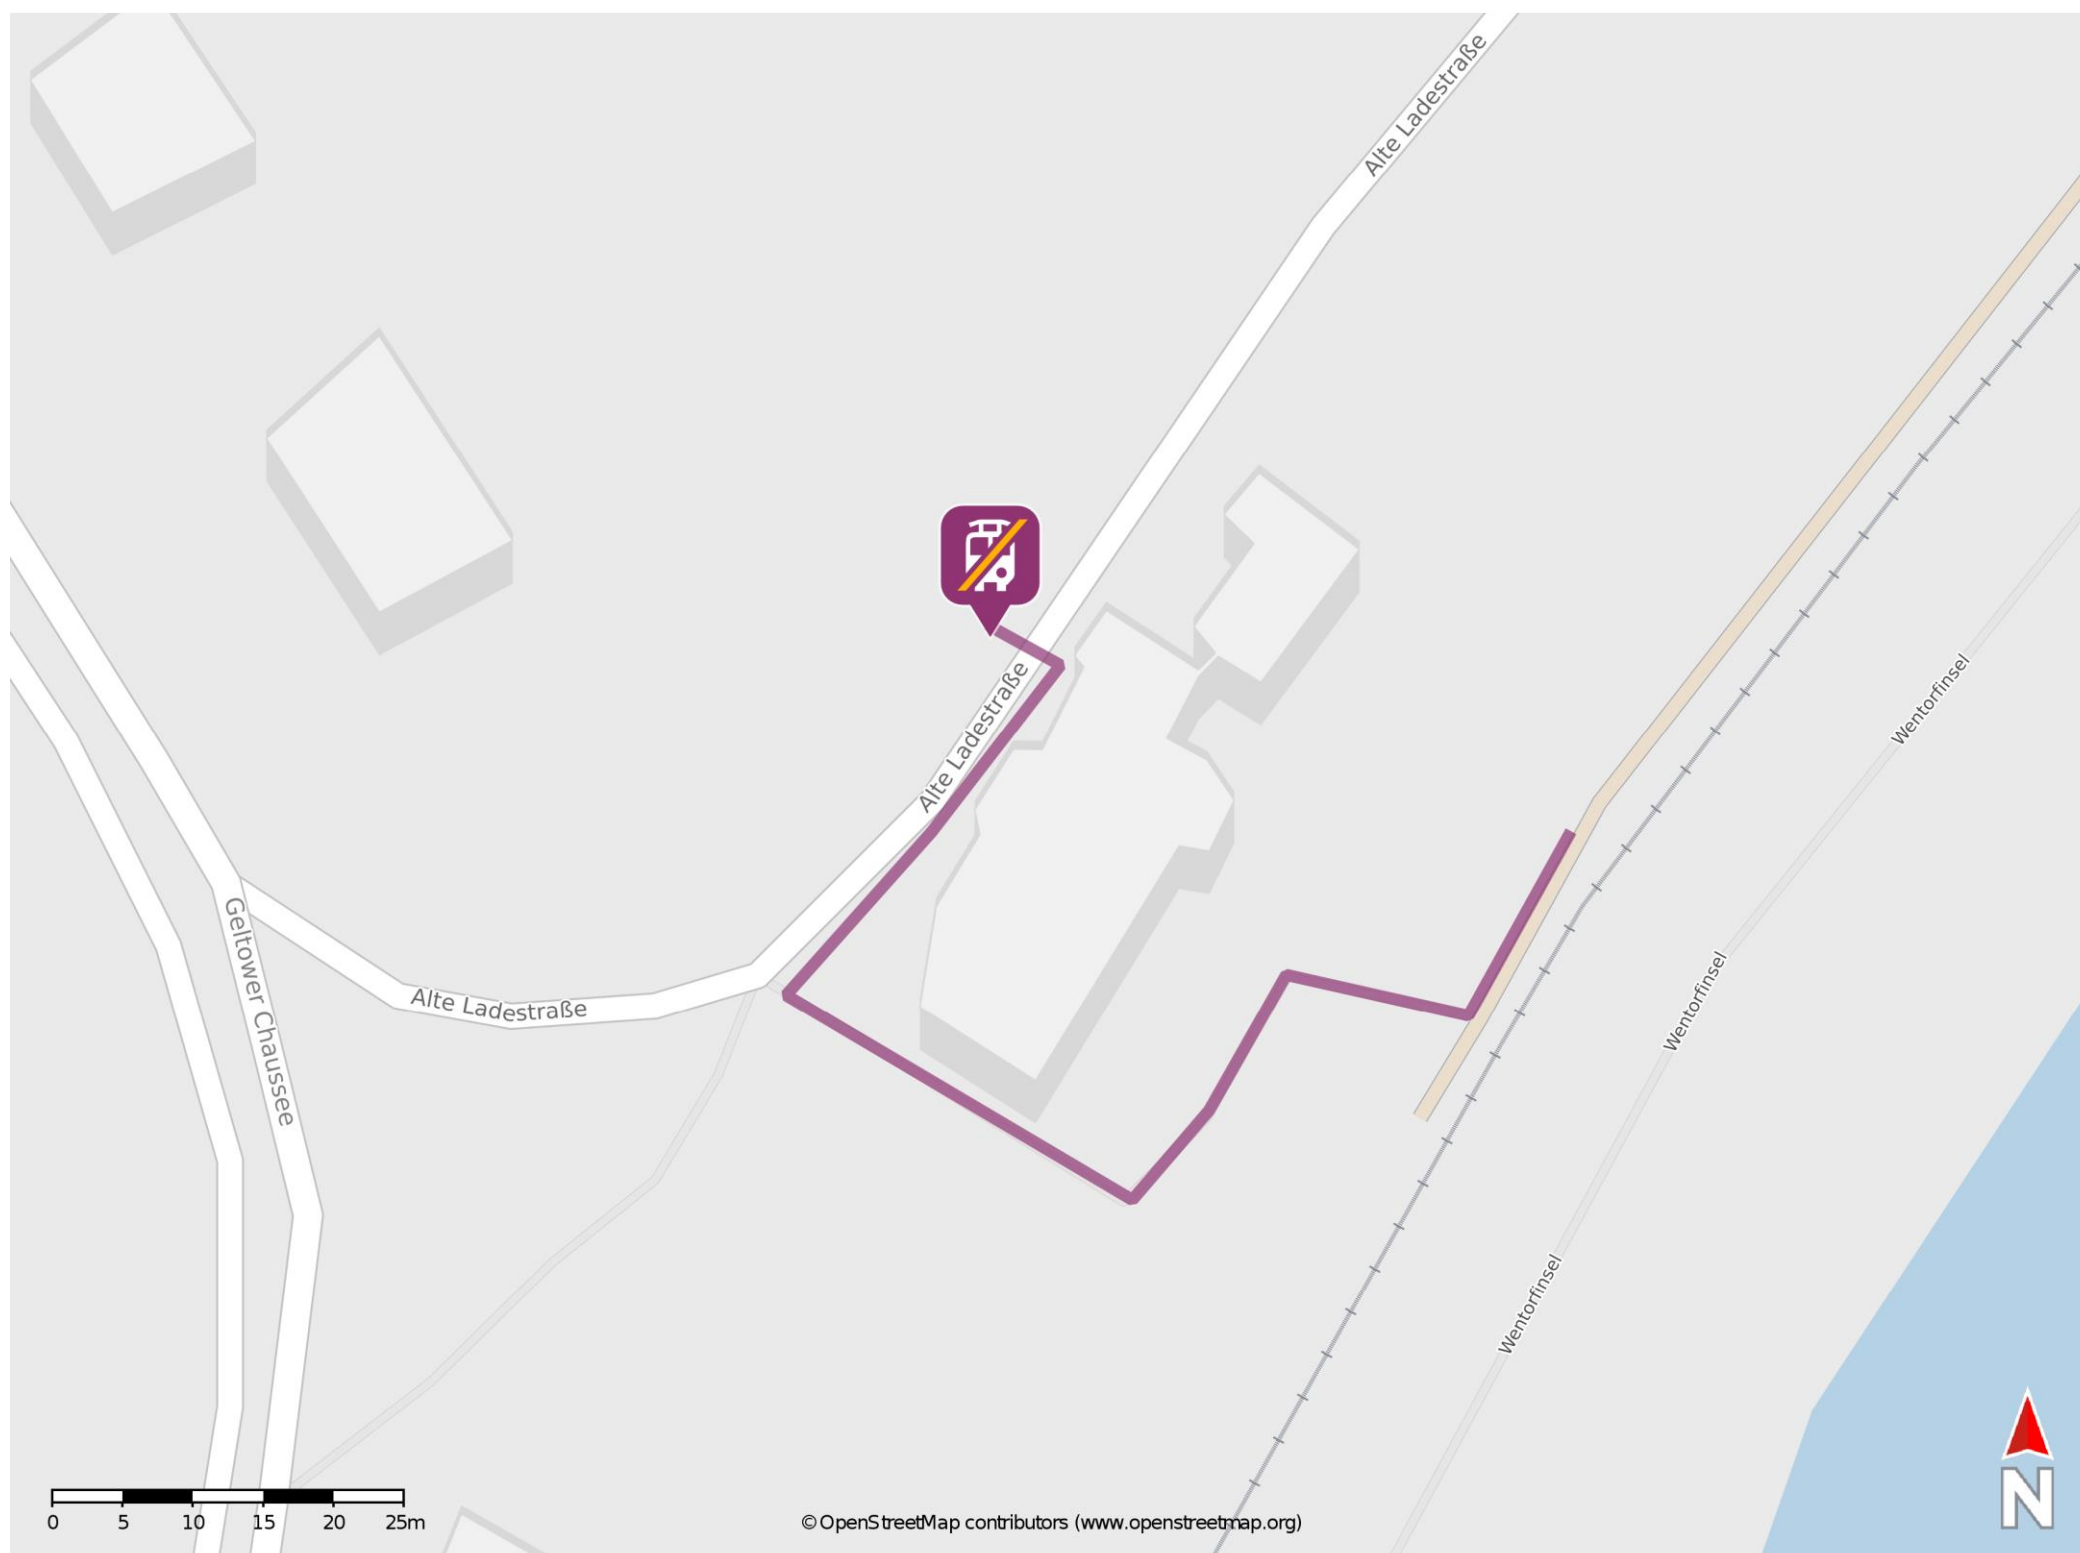 Alte Ladestraße
Alte Ladestraße
Wentorfinsel
Geltower Chaussee
Alte Ladestraße
Wentorfinsel
Wentorfinsel
0 5 10 15 20 25m
© OpenStreetMap contributors (www.openstreetmap.org)
N